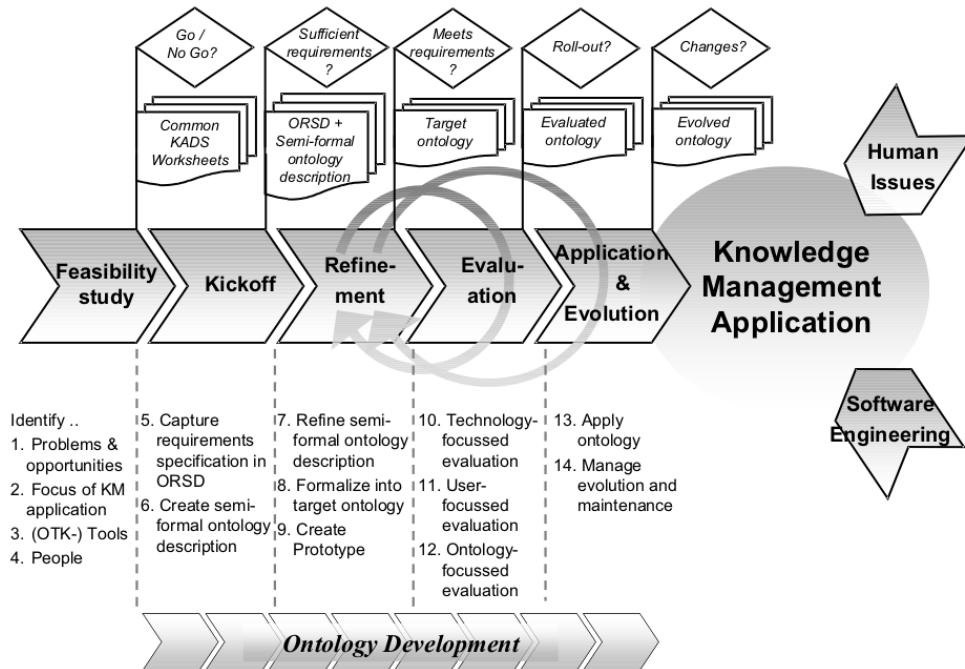 Go /
No Go?
Sufficient
requirements
?
Meets
requirements
?
Roll-out?
Changes?
Common
KADS
Worksheets
ORSD +
Semi-formal
ontology
description
Target
ontology
Evaluated
ontology
Evolved
ontology
Human
Issues
Feasibility
study
Kickoff
Refine-
ment
Evalu-
ation
Application
&
Evolution
Knowledge
Management
Application
Software
Engineering
Identify ..
1. Problems &
opportunities
2. Focus of KM
application
3. (OTK-) Tools
4. People
5. Capture
requirements
specification in
ORSD
6. Create semi-
formal ontology
description
7. Refine semi-
formal ontology
description
8. Formalize into
target ontology
9. Create
Prototype
10. Technology-
focussed
evaluation
11. User-
focussed
evaluation
12. Ontology-
focussed
evaluation
13. Apply
ontology
14. Manage
evolution and
maintenance
Ontology Development